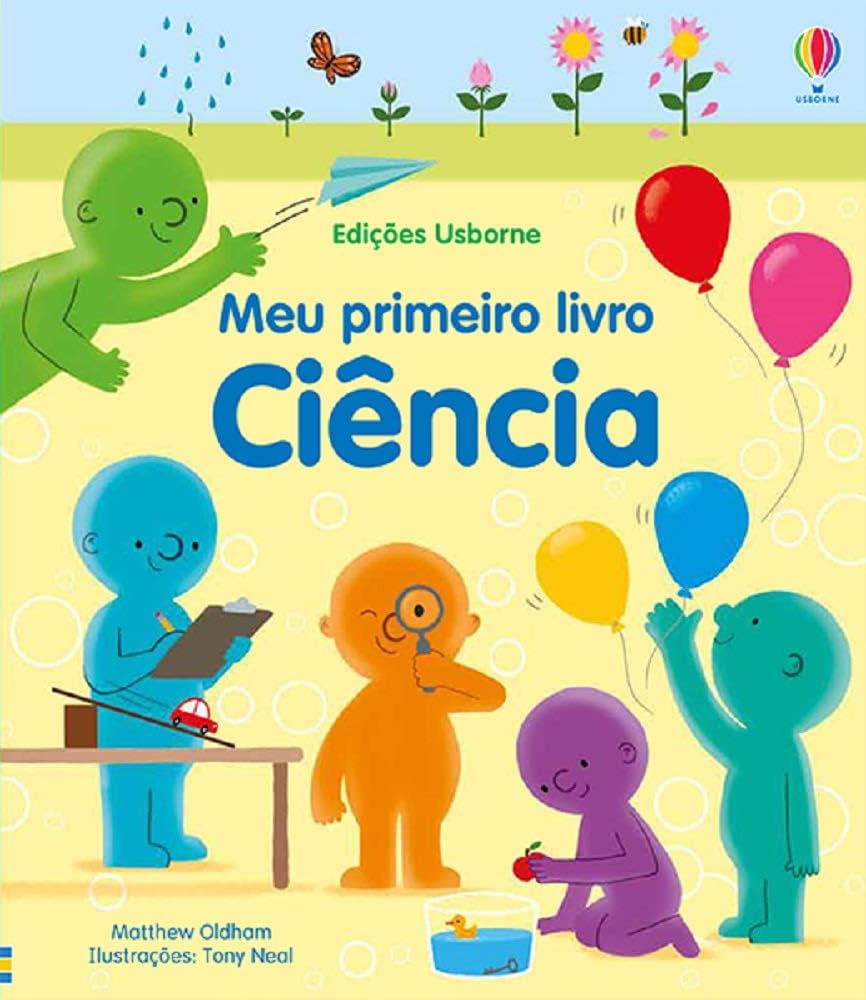 USBORNE
Edições Usborne
Meu primeiro livro
Ciência
Matthew Oldham
Ilustrações: Tony Neal